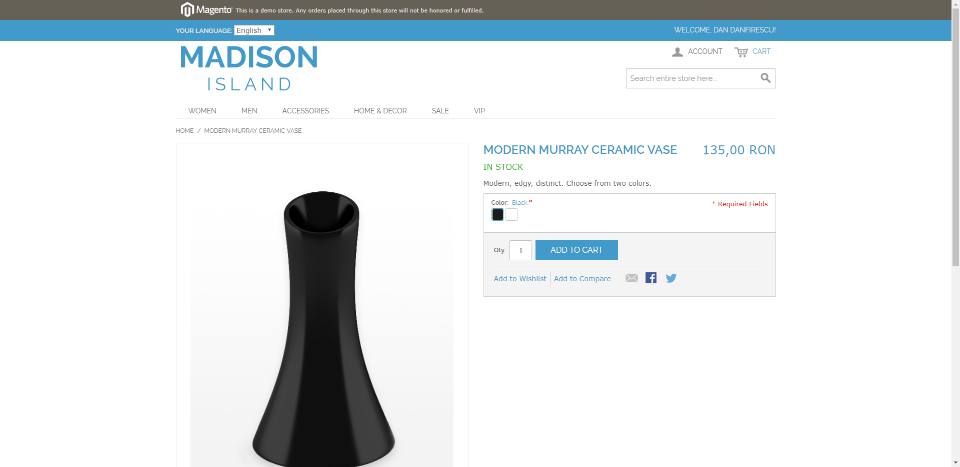 Magento® This is a demo store. Any orders placed through this store will not be honored or fulfilled.
YOUR LANGUAGE: English WELCOME, DAN DANFIRESCU!
MADISON
ISLAND
ACCOUNT CART
Search entire store here...
WOMEN MEN ACCESSORIES HOME & DECOR SALE VIP
HOME / MODERN MURRAY CERAMIC VASE
MODERN MURRAY CERAMIC VASE 135,00 RON
IN STOCK
Modern, edgy, distinct. Choose from two colors.
Color: Black * * Required Fields
Qty: 1 ADD TO CART
Add to Wishlist Add to Compare